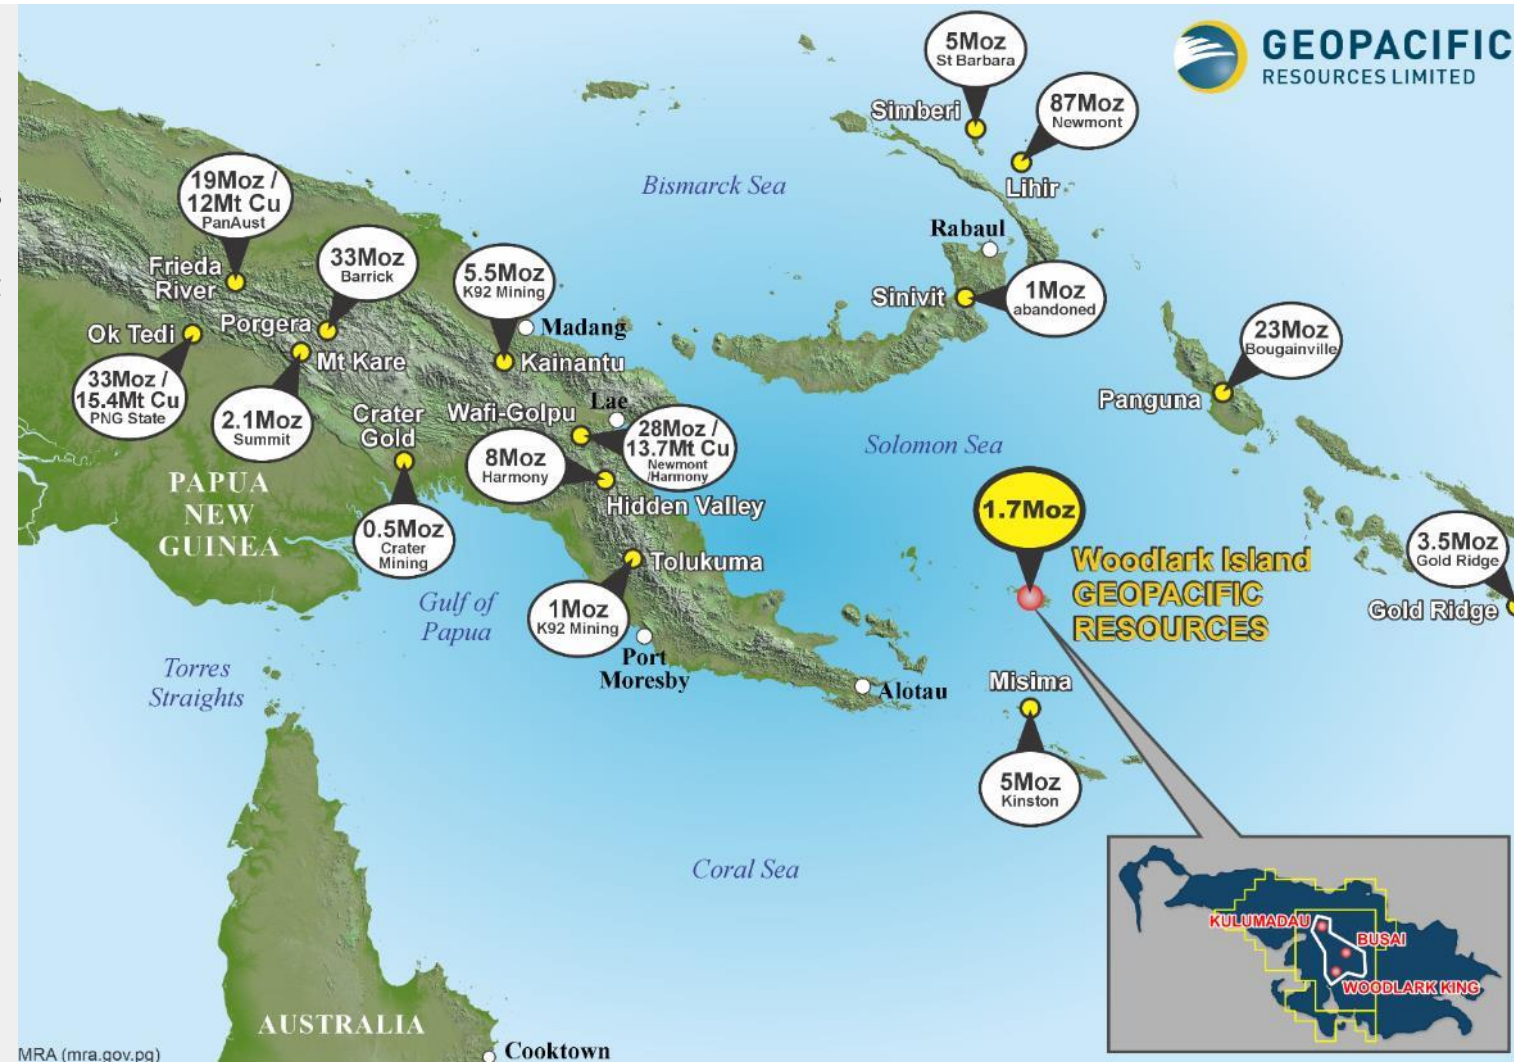 GEOPACIFIC
RESOURCES LIMITED
5Moz
St Barbara
Simberi
87Moz
Newmont
Lihir
Bismarck Sea
19Moz /
12Mt Cu
PanAust
Frieda
River
33Moz
Barrick
Porgera
5.5Moz
K92 Mining
Rabaul
Sinivit
1Moz
abandoned
Madang
Kainantu
Ok Tedi
33Moz /
15.4Mt Cu
PNG State
Mt Kare
2.1Moz
Summit
23Moz
Bougainville
Panguna
Crater
Gold
Wafi-Golpu
Lae
28Moz /
13.7Mt Cu
Newmont
/Harmony
8Moz
Harmony
Hidden Valley
Solomon Sea
PAPUA
NEW
GUINEA
0.5Moz
Crater
Mining
1.7Moz
Woodlark Island
GEOPACIFIC
RESOURCES
3.5Moz
Gold Ridge
Gold Ridge
Tolukuma
1Moz
K92 Mining
Gulf of
Papua
Port
Moresby
Torres
Straights
Alotau
Misima
5Moz
Kinston
Coral Sea
KULUMADAU
BUSAI
WOODLARK KING
AUSTRALIA
Cooktown
MRA (mra.gov.pg)